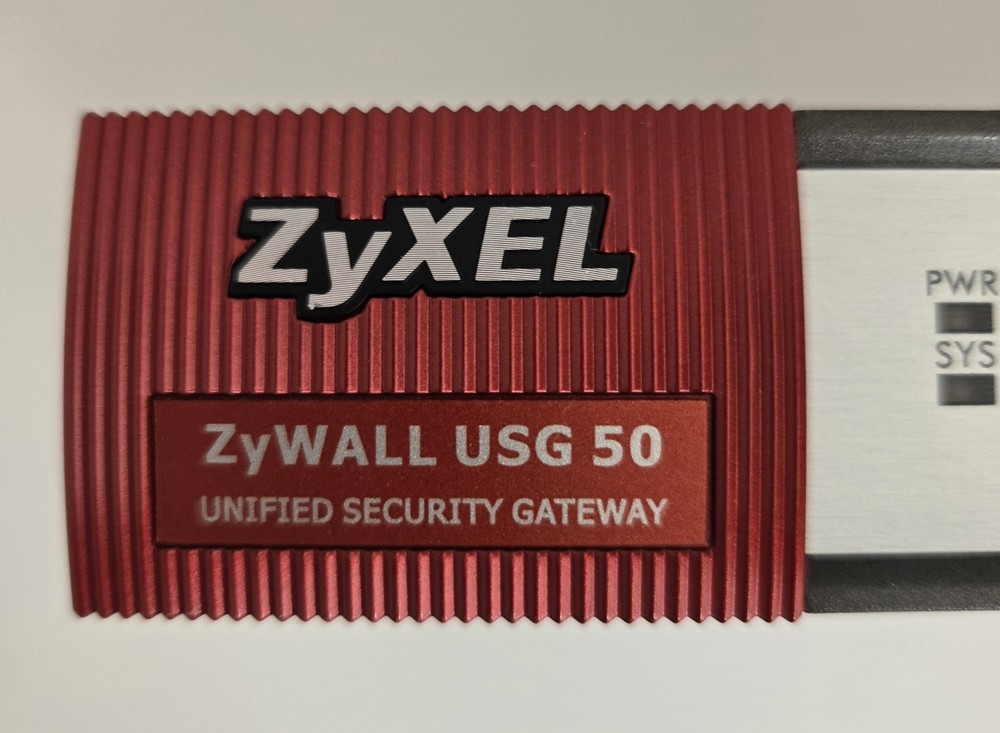 ZyXEL
ZyWALL USG 50
UNIFIED SECURITY GATEWAY
PWR
SYS